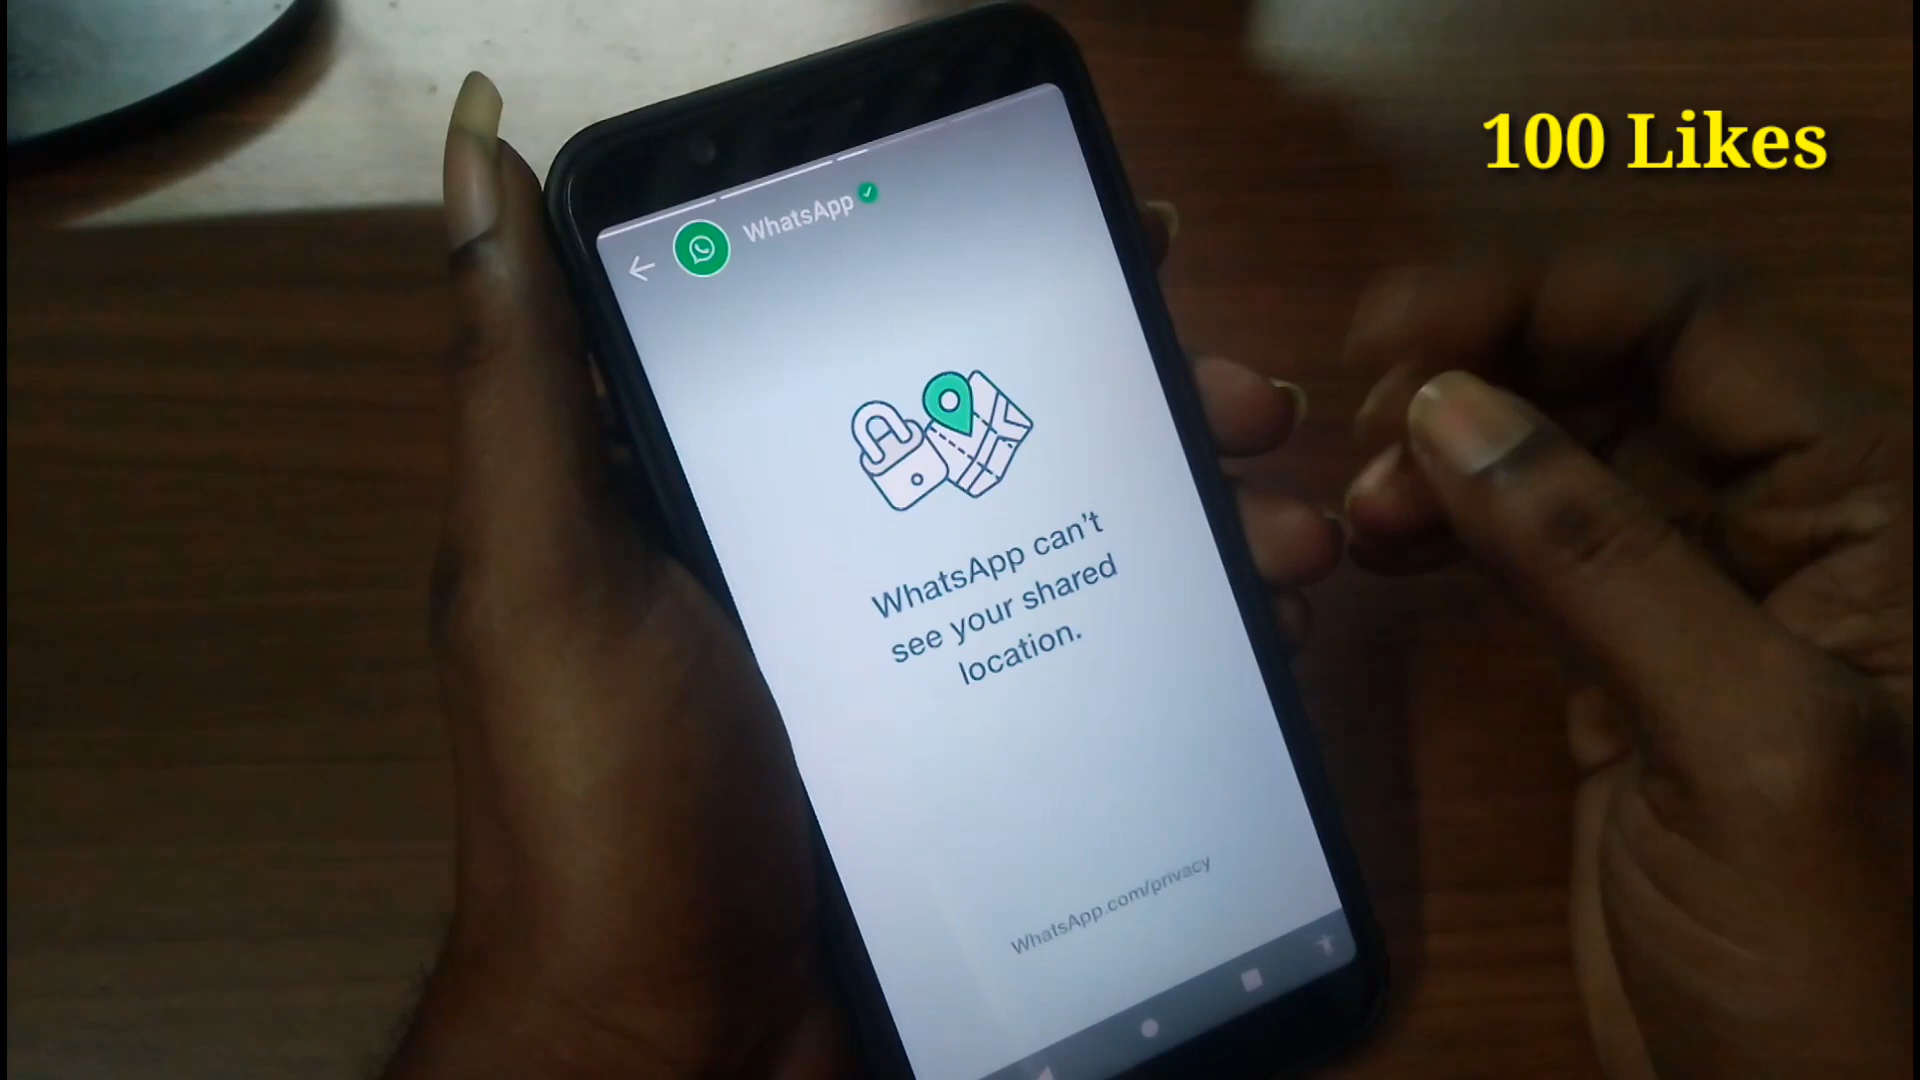 100 Likes
WhatsApp
WhatsApp can't
see your shared
location.
WhatsApp.com/privacy